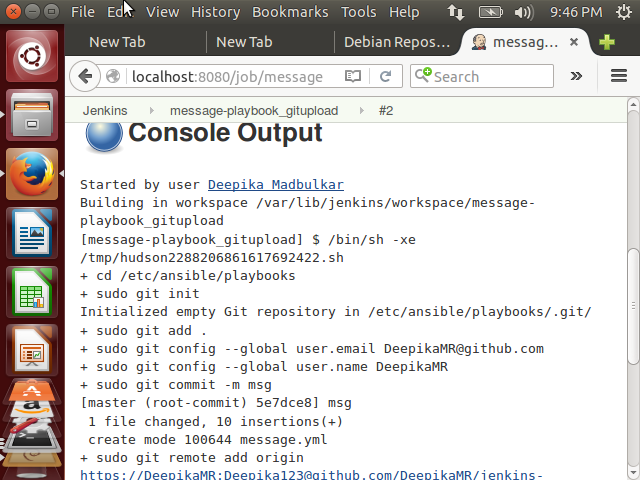 File Edit View History Bookmarks Tools Help 9:46 PM
New Tab New Tab Debian Repos... messag...
localhost:8080/job/message Search
Jenkins message-playbook_gitupload #2
Console Output
Started by user Deepika Madbulkar
Building in workspace /var/lib/jenkins/workspace/message-
playbook_gitupload
[message-playbook_gitupload] $ /bin/sh -xe
/tmp/hudson2288206861617692422.sh
+ cd /etc/ansible/playbooks
+ sudo git init
Initialized empty Git repository in /etc/ansible/playbooks/.git/
+ sudo git add .
+ sudo git config --global user.email DeepikaMR@github.com
+ sudo git config --global user.name DeepikaMR
+ sudo git commit -m msg
[master (root-commit) 5e7dce8] msg
1 file changed, 10 insertions(+)
create mode 100644 message.yml
+ sudo git remote add origin
https://DeepikaMR:Deepika123@github.com/DeepikaMR/jenkins-